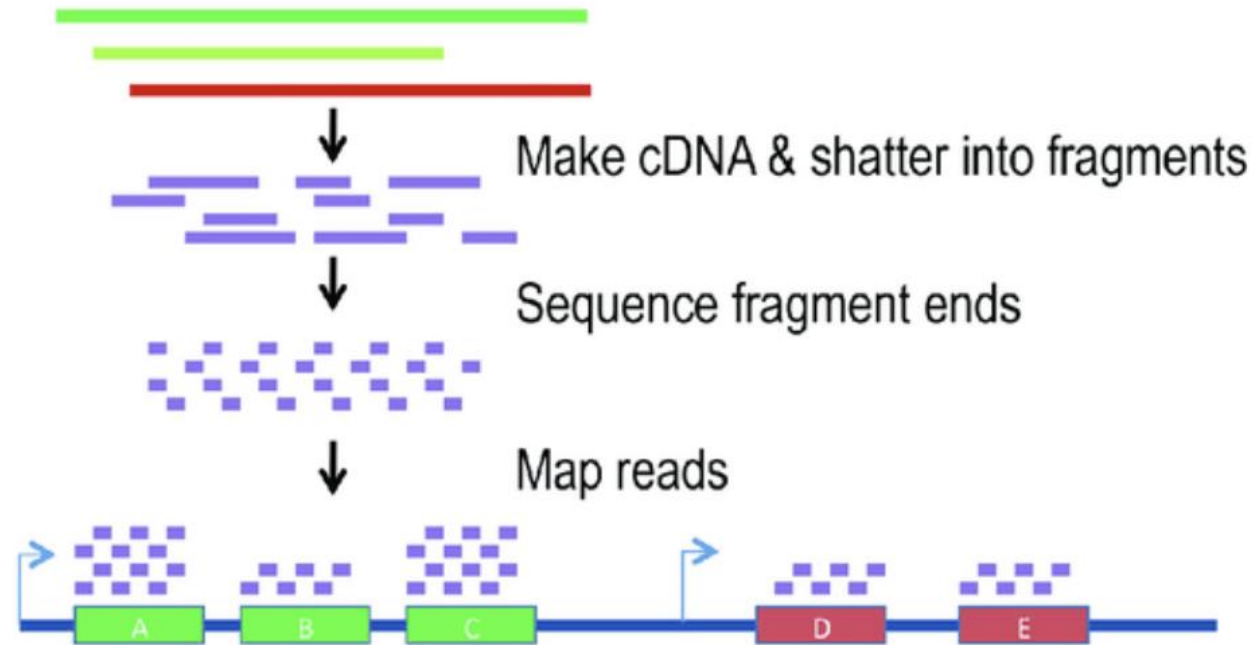 Make cDNA & shatter into fragments
Sequence fragment ends
Map reads
A B C D E